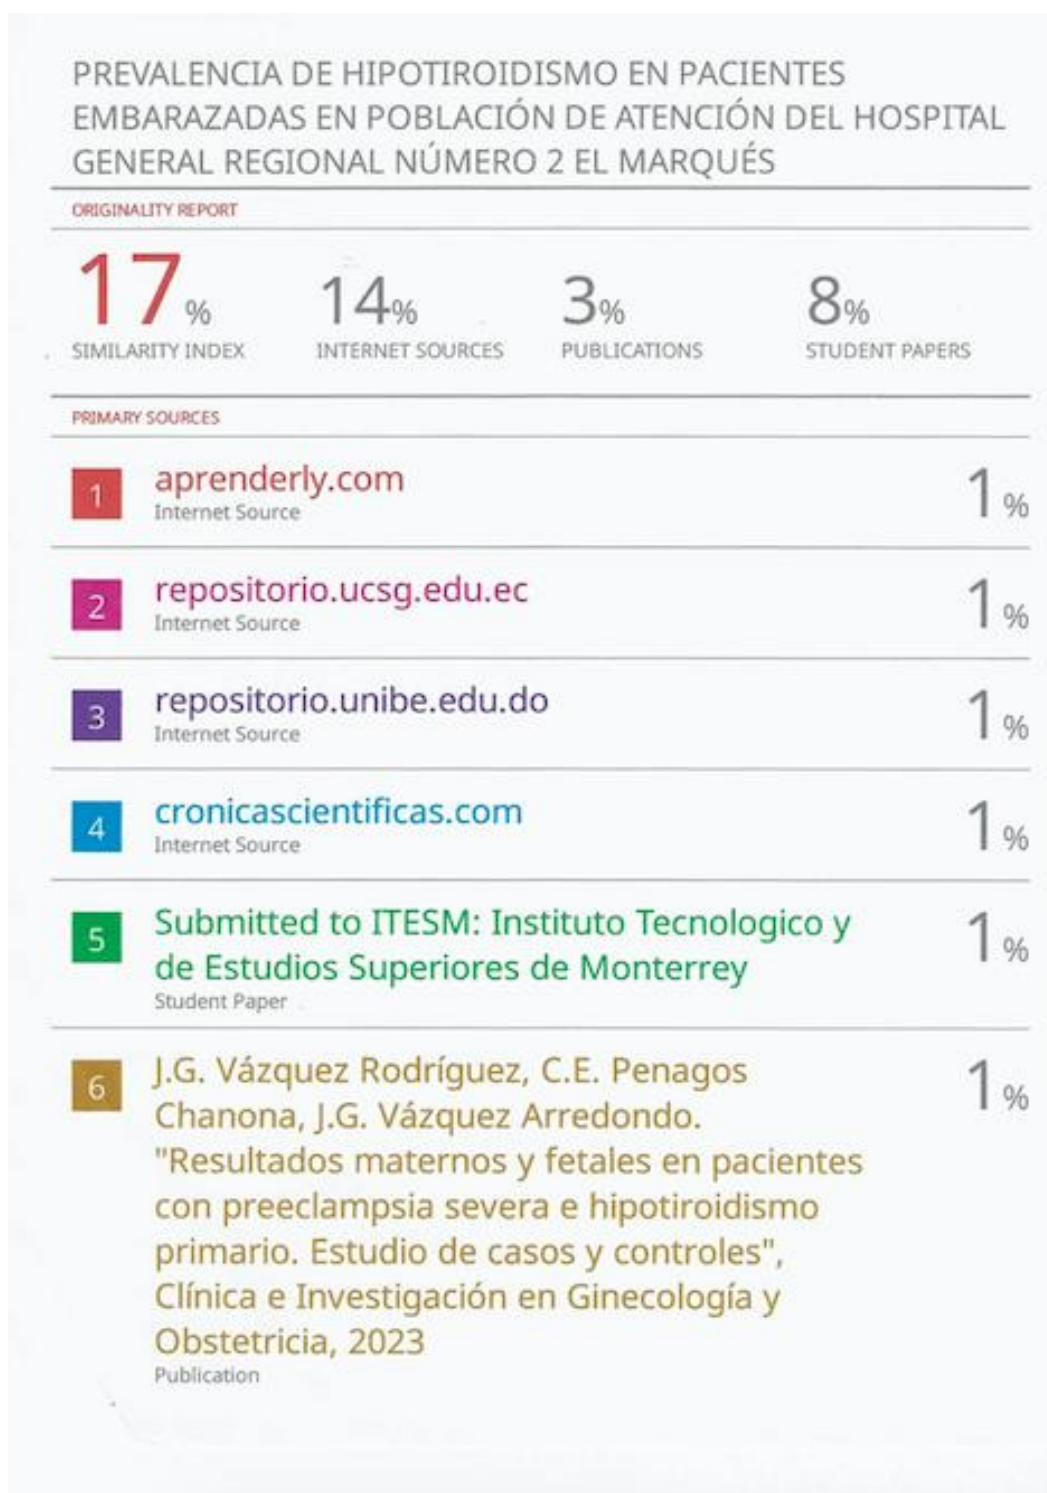 PREVALENCIA DE HIPOTIROIDISMO EN PACIENTES
EMBARAZADAS EN POBLACIÓN DE ATENCIÓN DEL HOSPITAL
GENERAL REGIONAL NÚMERO 2 EL MARQUÉS
ORIGINALITY REPORT
17% 14% 3% 8%
SIMILARITY INDEX INTERNET SOURCES PUBLICATIONS STUDENT PAPERS
PRIMARY SOURCES
1 aprenderly.com 1%
Internet Source
2 repositorio.ucsg.edu.ec 1%
Internet Source
3 repositorio.unibe.edu.do 1%
Internet Source
4 cronicascientificas.com 1%
Internet Source
5 Submitted to ITESM: Instituto Tecnologico y 1%
de Estudios Superiores de Monterrey
Student Paper
6 J.G. Vázquez Rodríguez, C.E. Penagos 1%
Chanona, J.G. Vázquez Arredondo.
"Resultados maternos y fetales en pacientes
con preeclampsia severa e hipotiroidismo
primario. Estudio de casos y controles",
Clínica e Investigación en Ginecología y
Obstetricia, 2023
Publication